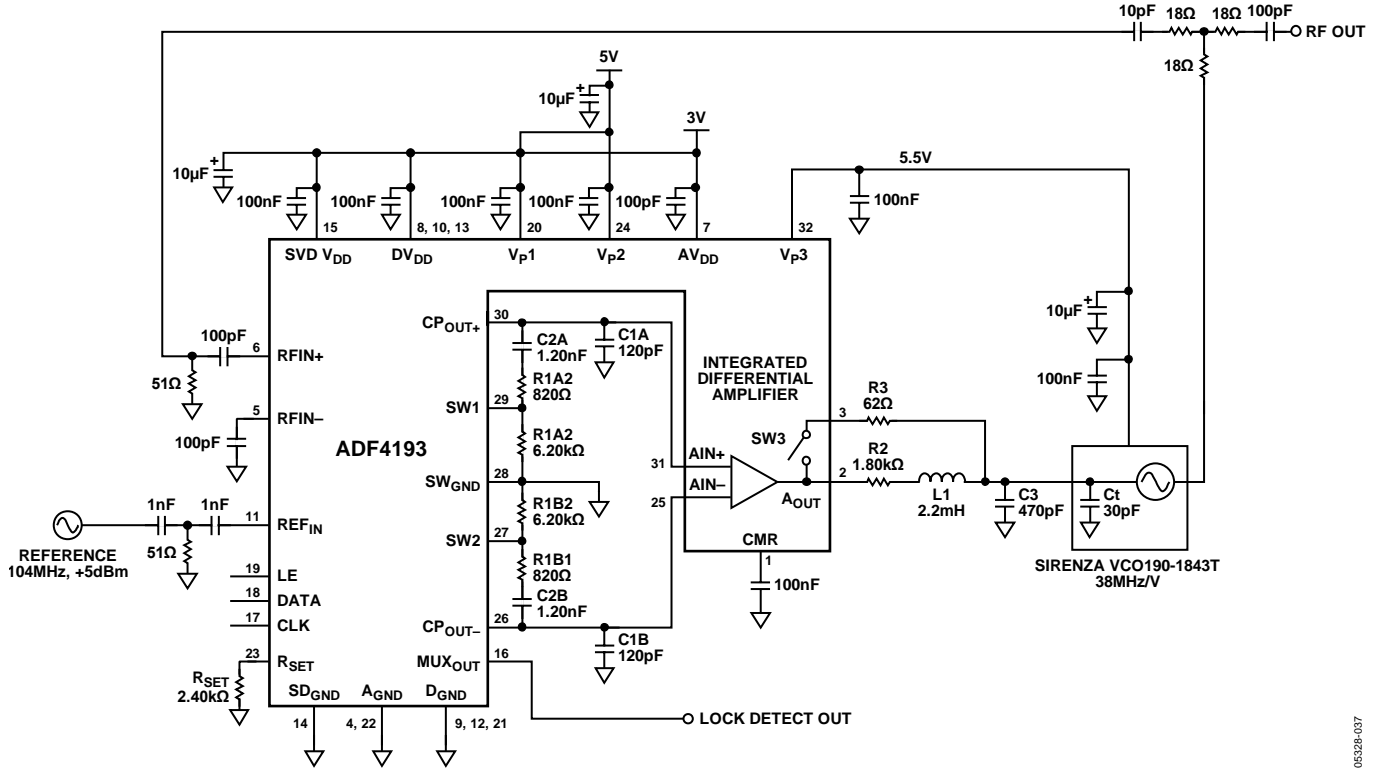 10pF 18Ω 18Ω 100pF
RF OUT
18Ω
5V
10µF +
3V
10µF +
5.5V
100nF 100nF 100nF 100nF 100pF 100nF
15 8, 10, 13 20 24 7 32
SVD VDD DVDD VP1 VP2 AVDD VP3
10µF +
100nF
100pF
6 RFIN+
51Ω
5 RFIN–
100pF
ADF4193
1nF 1nF
11 REFIN
51Ω
REFERENCE
104MHz, +5dBm
19 LE
18 DATA
17 CLK
23 RSET
RSET
2.40kΩ
SDGND AGND DGND
14 4, 22 9, 12, 21
CPOUT+ 30
C2A
1.20nF
C1A
120pF
R1A2
820Ω
SW1 29
R1A2
6.20kΩ
SWGND 28
R1B2
6.20kΩ
SW2 27
R1B1
820Ω
C2B
1.20nF
CPOUT– 26
C1B
120pF
MUXOUT 16
LOCK DETECT OUT
INTEGRATED
DIFFERENTIAL
AMPLIFIER
SW3
31 AIN+
25 AIN–
AOUT
CMR
1
100nF
3 R3
62Ω
2 R2
1.80kΩ
L1
2.2mH
C3
470pF
Ct
30pF
SIRENZA VCO190-1843T
38MHz/V
05328-037